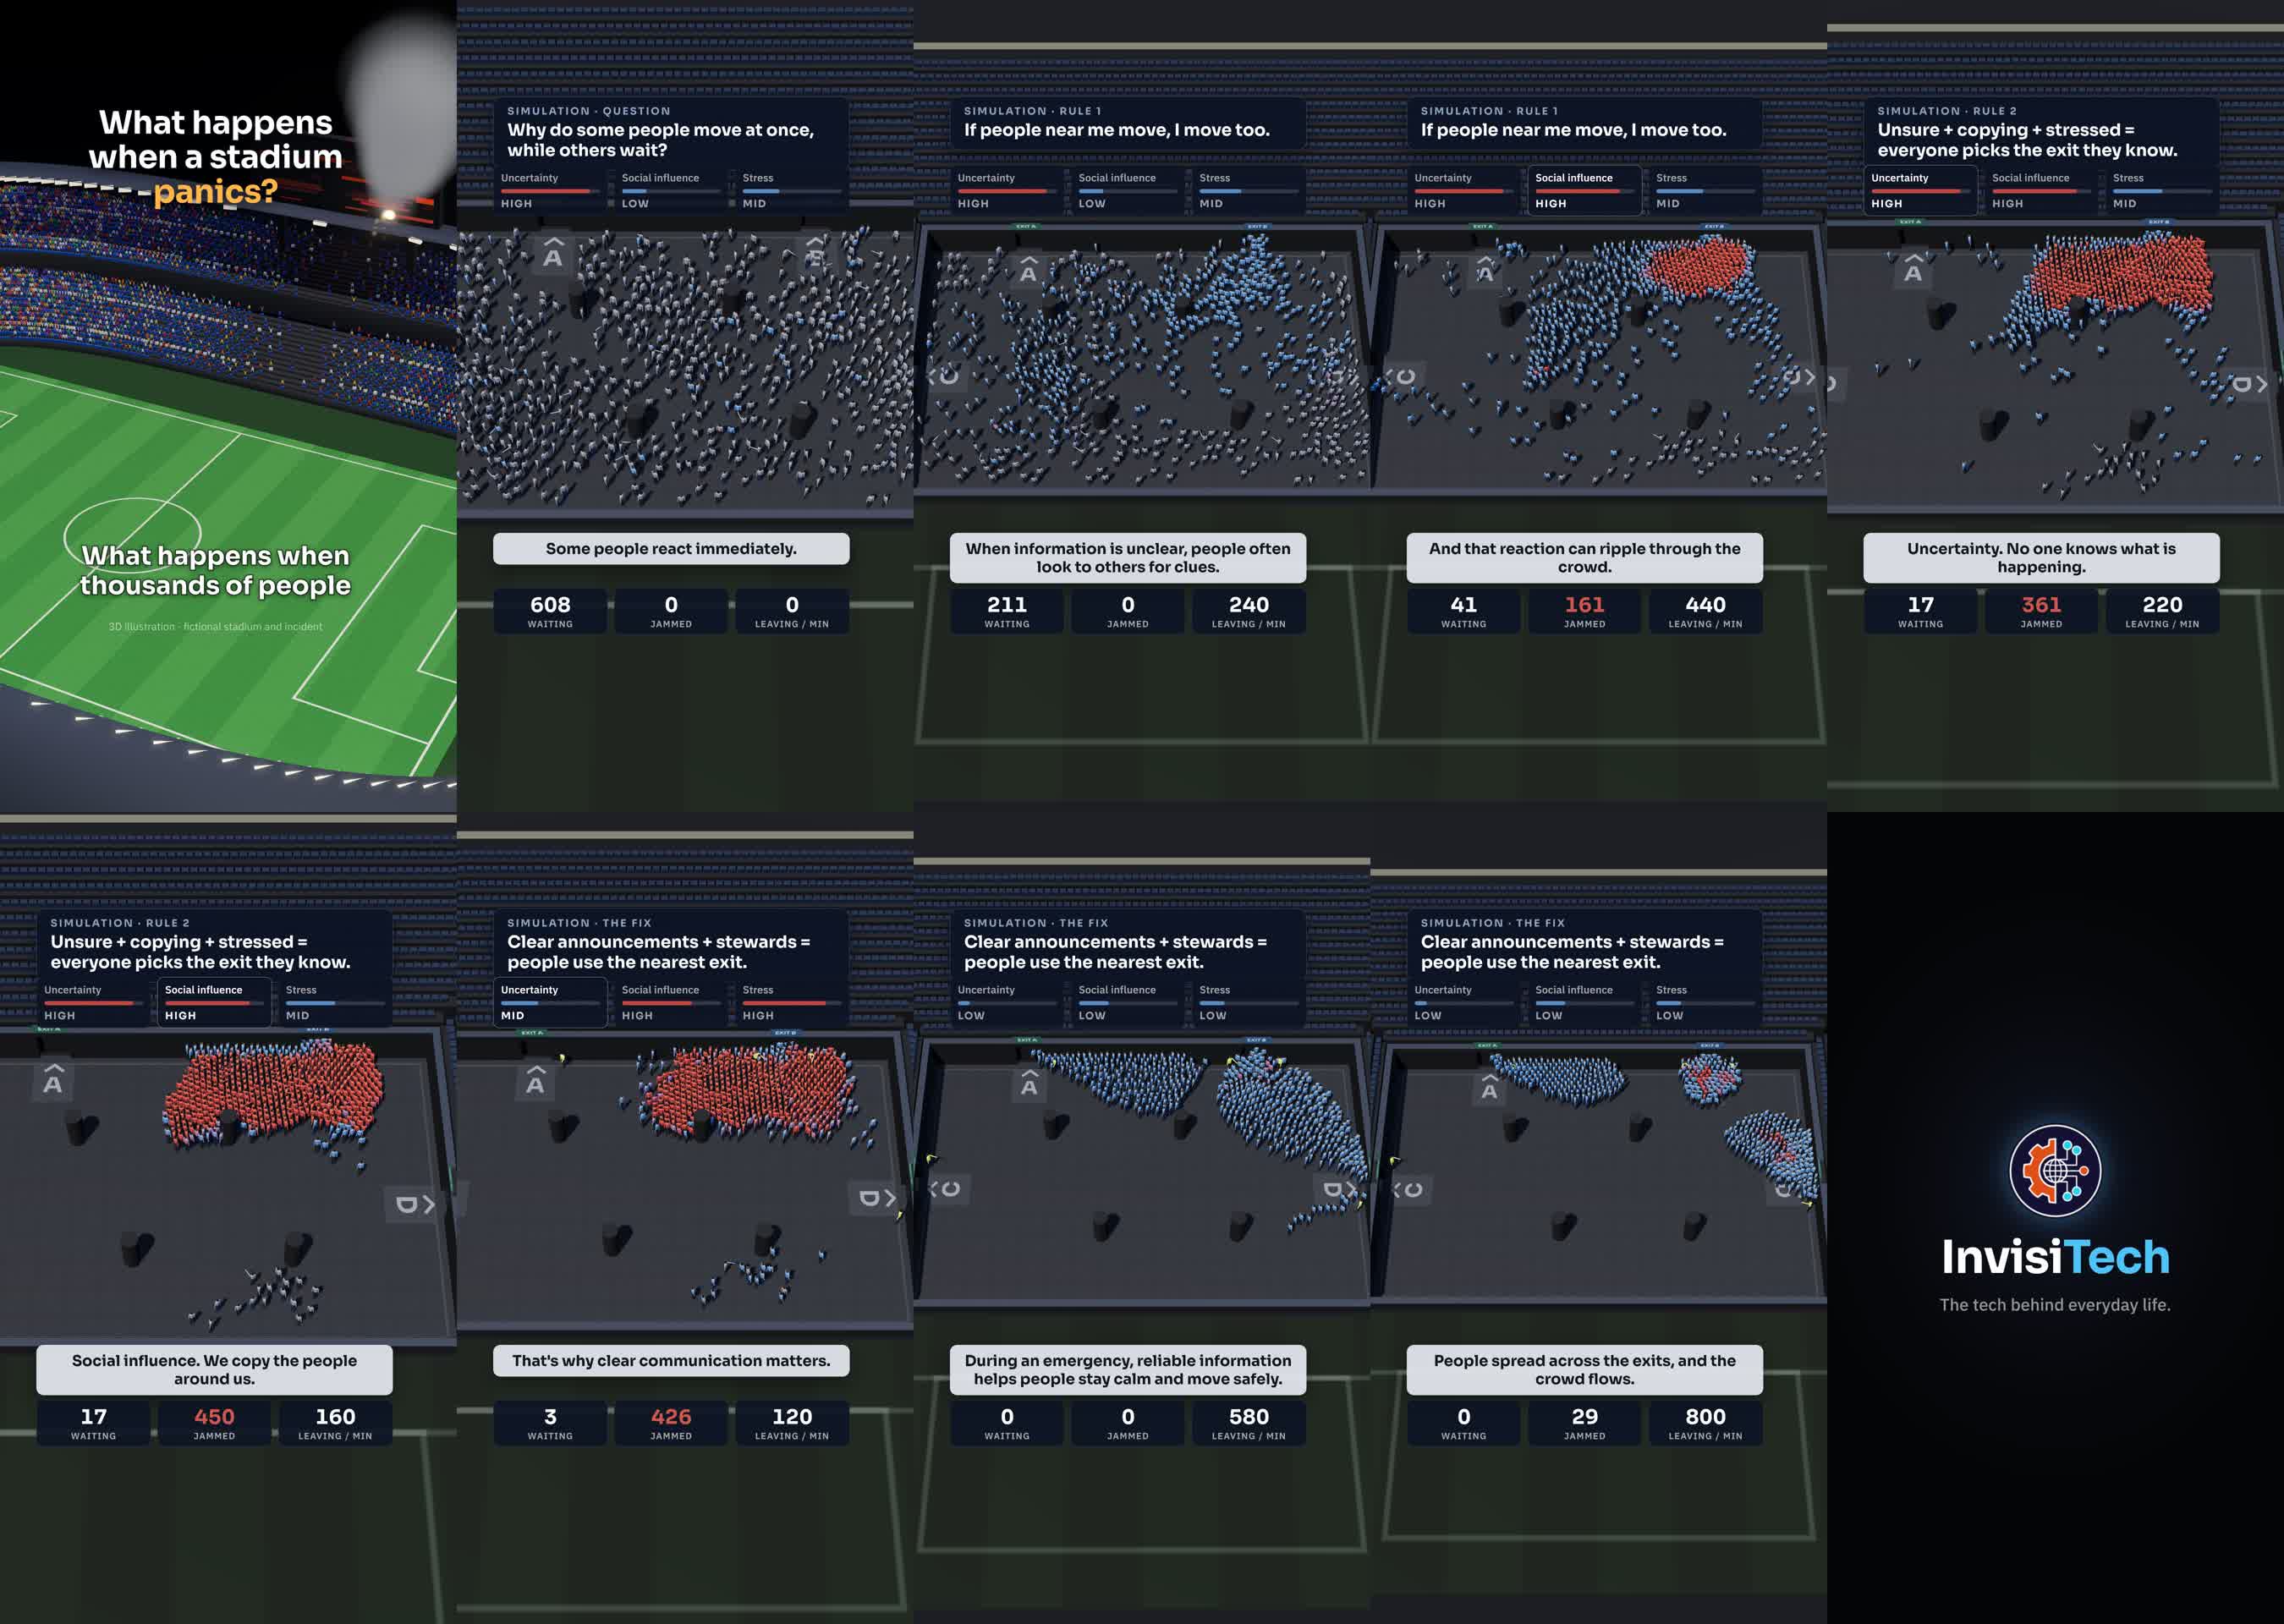 What happens
when a stadium
panics?
What happens when
thousands of people
3D Illustration · fictional stadium and incident
SIMULATION · QUESTION
Why do some people move at once,
while others wait?
Uncertainty
Social influence
Stress
HIGH
LOW
MID
A
Some people react immediately.
608
0
0
WAITING
JAMMED
LEAVING / MIN
SIMULATION · RULE 1
If people near me move, I move too.
Uncertainty
Social influence
Stress
HIGH
LOW
MID
EXIT A
EXIT B
A
C
D
When information is unclear, people often
look to others for clues.
211
0
240
WAITING
JAMMED
LEAVING / MIN
SIMULATION · RULE 1
If people near me move, I move too.
Uncertainty
Social influence
Stress
HIGH
HIGH
MID
EXIT A
EXIT B
A
C
D
And that reaction can ripple through the
crowd.
41
161
440
WAITING
JAMMED
LEAVING / MIN
SIMULATION · RULE 2
Unsure + copying + stressed =
everyone picks the exit they know.
Uncertainty
Social influence
Stress
HIGH
HIGH
MID
EXIT A
EXIT B
A
D
Uncertainty. No one knows what is
happening.
17
361
220
WAITING
JAMMED
LEAVING / MIN
SIMULATION · RULE 2
Unsure + copying + stressed =
everyone picks the exit they know.
Uncertainty
Social influence
Stress
HIGH
HIGH
MID
A
D
Social influence. We copy the people
around us.
17
450
160
WAITING
JAMMED
LEAVING / MIN
SIMULATION · THE FIX
Clear announcements + stewards =
people use the nearest exit.
Uncertainty
Social influence
Stress
MID
HIGH
HIGH
EXIT A
EXIT B
A
D
That's why clear communication matters.
3
426
120
WAITING
JAMMED
LEAVING / MIN
SIMULATION · THE FIX
Clear announcements + stewards =
people use the nearest exit.
Uncertainty
Social influence
Stress
LOW
LOW
LOW
EXIT A
EXIT B
A
C
D
During an emergency, reliable information
helps people stay calm and move safely.
0
0
580
WAITING
JAMMED
LEAVING / MIN
SIMULATION · THE FIX
Clear announcements + stewards =
people use the nearest exit.
Uncertainty
Social influence
Stress
LOW
LOW
LOW
EXIT A
EXIT B
A
C
People spread across the exits, and the
crowd flows.
0
29
800
WAITING
JAMMED
LEAVING / MIN
InvisiTech
The tech behind everyday life.